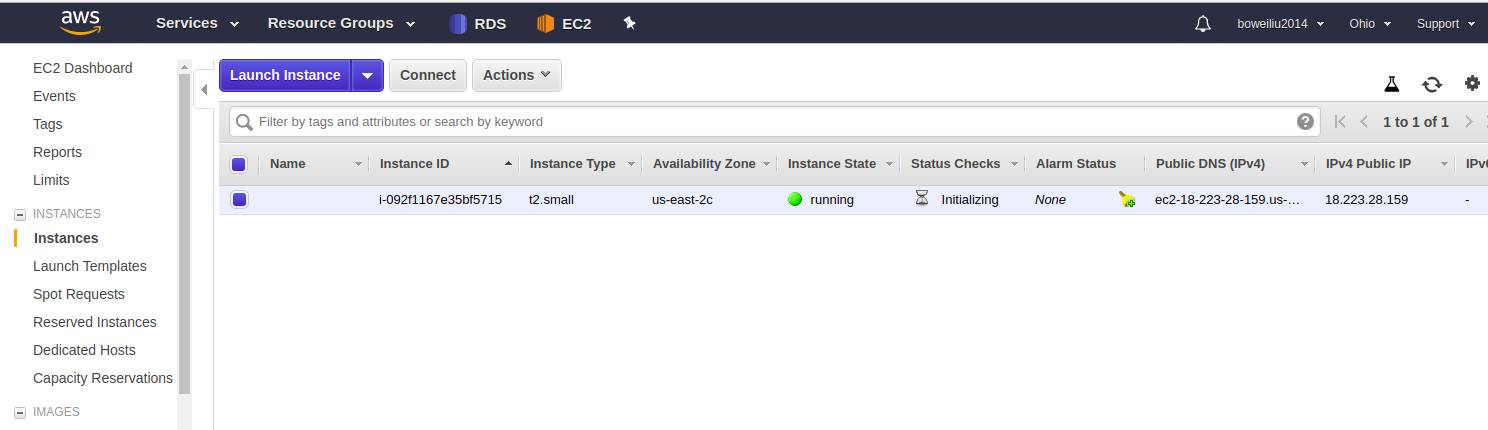 aws Services Resource Groups RDS EC2 boweiliu2014 Ohio Support
EC2 Dashboard
Events
Tags
Reports
Limits
INSTANCES
Instances
Launch Templates
Spot Requests
Reserved Instances
Dedicated Hosts
Capacity Reservations
IMAGES
Launch Instance Connect Actions
Filter by tags and attributes or search by keyword ? 1 to 1 of 1
Name Instance ID Instance Type Availability Zone Instance State Status Checks Alarm Status Public DNS (IPv4) IPv4 Public IP
i-092f1167e35bf5715 t2.small us-east-2c running Initializing None ec2-18-223-28-159.us-... 18.223.28.159 -